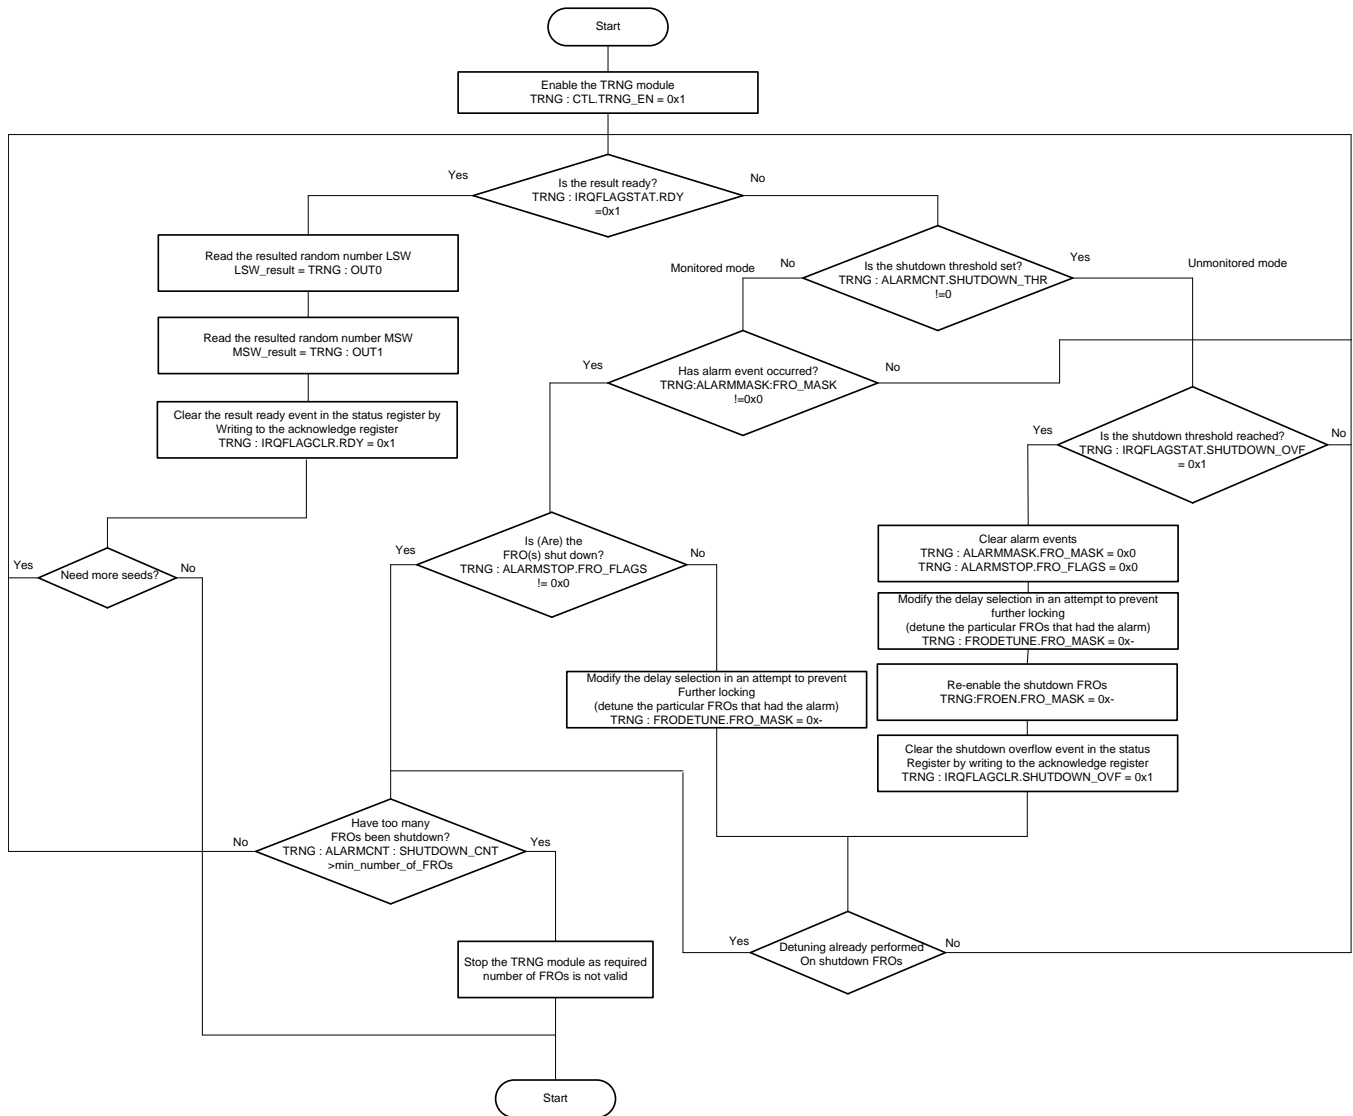 Start
Enable the TRNG module
TRNG : CTL.TRNG_EN = 0x1
Yes
Is the result ready?
TRNG : IRQFLAGSTAT.RDY
=0x1
No
Read the resulted random number LSW
LSW_result = TRNG : OUT0
Monitored mode
No
Is the shutdown threshold set?
TRNG : ALARMCNT.SHUTDOWN_THR
!=0
Yes
Unmonitored mode
Read the resulted random number MSW
MSW_result = TRNG : OUT1
Yes
Has alarm event occurred?
TRNG:ALARMMASK:FRO_MASK
!=0x0
No
Clear the result ready event in the status register by
Writing to the acknowledge register
TRNG : IRQFLAGCLR.RDY = 0x1
Yes
Is the shutdown threshold reached?
TRNG : IRQFLAGSTAT.SHUTDOWN_OVF
= 0x1
No
Yes
Need more seeds?
No
Yes
Is (Are) the
FRO(s) shut down?
TRNG : ALARMSTOP.FRO_FLAGS
!= 0x0
No
Clear alarm events
TRNG : ALARMMASK.FRO_MASK = 0x0
TRNG : ALARMSTOP.FRO_FLAGS = 0x0
Modify the delay selection in an attempt to prevent
further locking
(detune the particular FROs that had the alarm)
TRNG : FRODETUNE.FRO_MASK = 0x-
Modify the delay selection in an attempt to prevent
Further locking
(detune the particular FROs that had the alarm)
TRNG : FRODETUNE.FRO_MASK = 0x-
Re-enable the shutdown FROs
TRNG:FROEN.FRO_MASK = 0x-
Clear the shutdown overflow event in the status
Register by writing to the acknowledge register
TRNG : IRQFLAGCLR.SHUTDOWN_OVF = 0x1
No
Have too many
FROs been shutdown?
TRNG : ALARMCNT : SHUTDOWN_CNT
>min_number_of_FROs
Yes
Yes
Detuning already performed
On shutdown FROs
No
Stop the TRNG module as required
number of FROs is not valid
Start